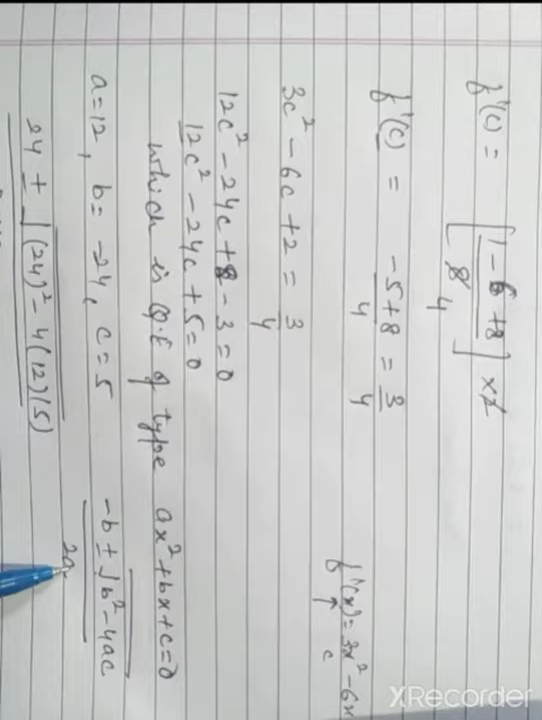 f'(c) = [1 - 6 + 8 / 8 4] × 2
f'(c) = -5+8 / 4 = 3 / 4
f'(x) = 3x² - 6x
c
3c² - 6c + 2 = 3 / 4
12c² - 24c + 8 - 3 = 0
12c² - 24c + 5 = 0
which is Q.E of type ax² + bx + c = 0
a = 12, b = -24, c = 5
-b ± √b² - 4ac
2a
24 ± √(24)² - 4(12)(5)
XRecorder